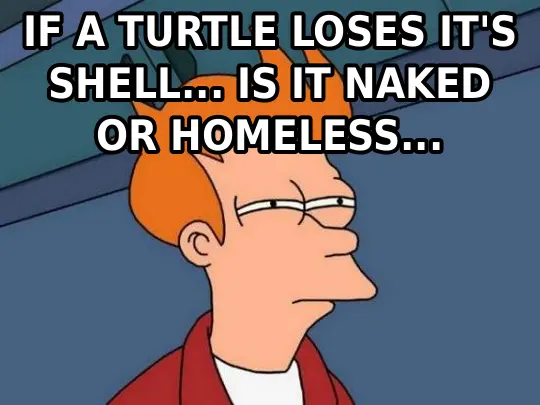 IF A TURTLE LOSES IT'S
SHELL... IS IT NAKED
OR HOMELESS...